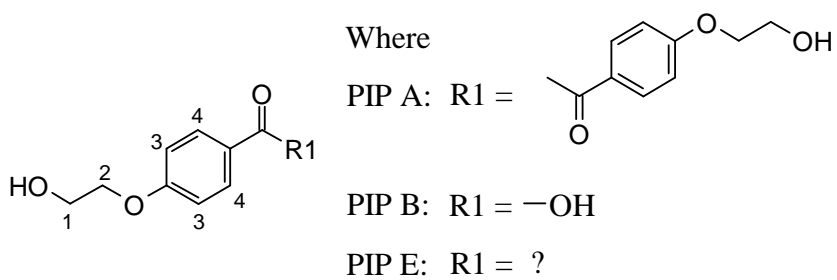 Where
O
OH
PIP A: R1 =
O
O
4
3
R1
HO
2
1
O
4
3
PIP B: R1 = −OH
PIP E: R1 = ?